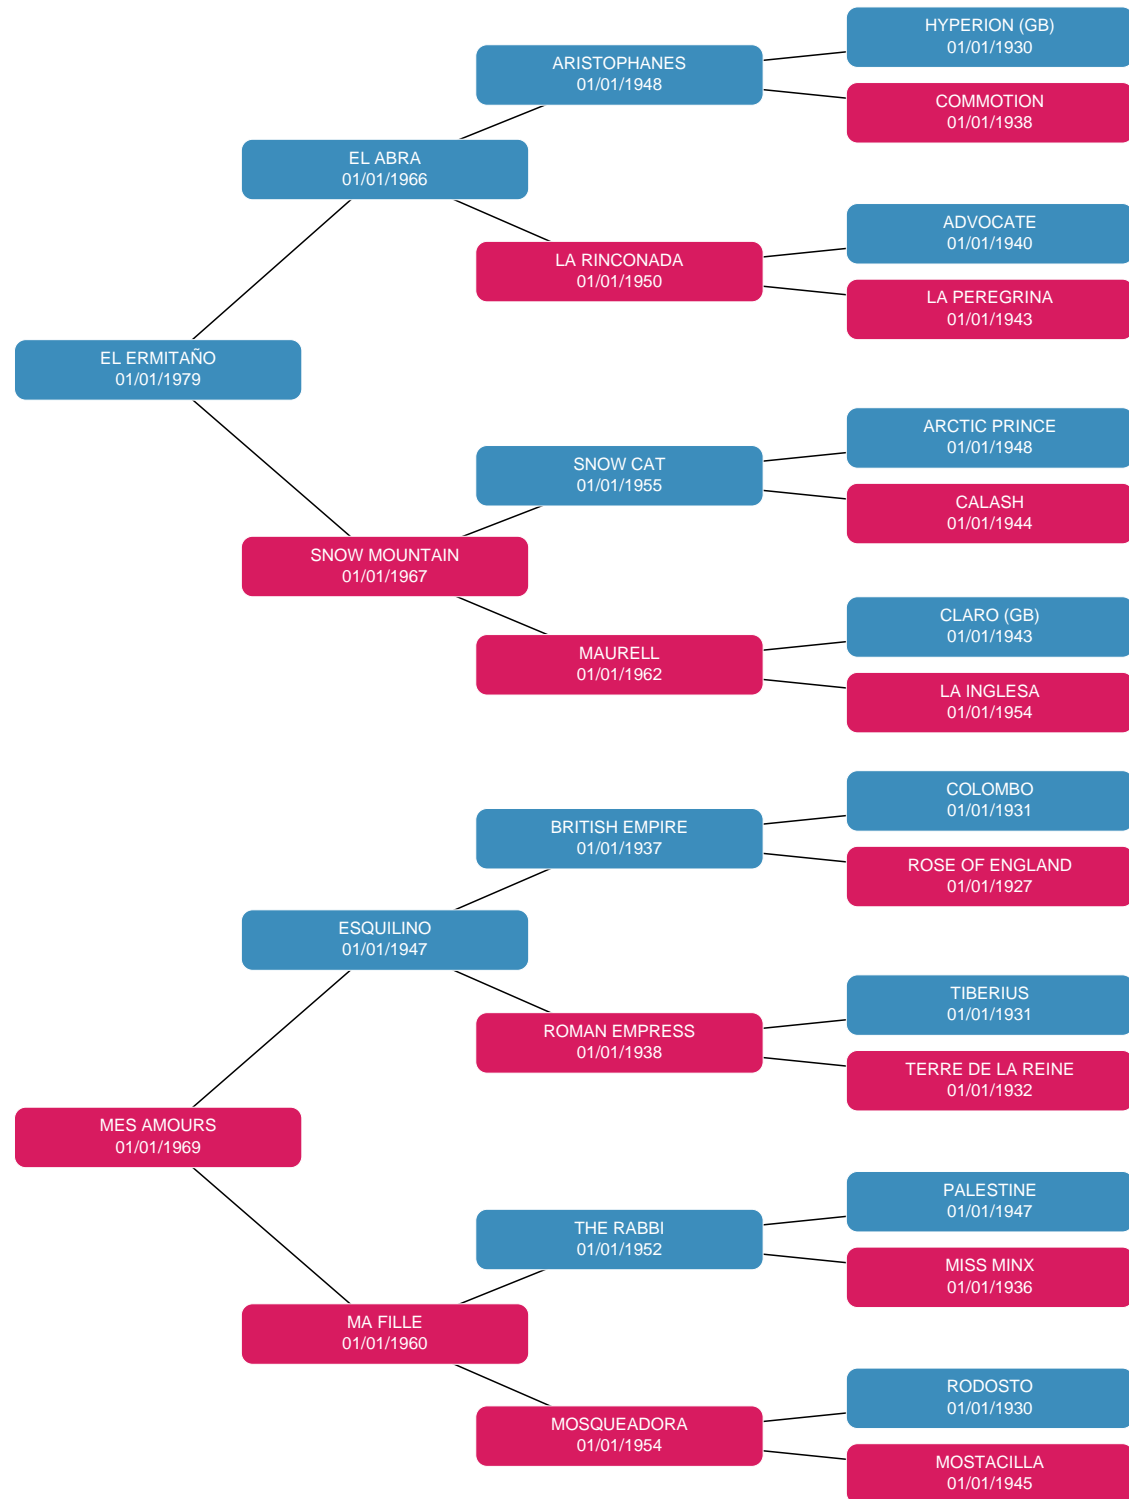 HYPERION (GB)
01/01/1930
ARISTOPHANES
01/01/1948
COMMOTION
01/01/1938
EL ABRA
01/01/1966
ADVOCATE
01/01/1940
LA RINCONADA
01/01/1950
LA PEREGRINA
01/01/1943
EL ERMITAÑO
01/01/1979
ARCTIC PRINCE
01/01/1948
SNOW CAT
01/01/1955
CALASH
01/01/1944
SNOW MOUNTAIN
01/01/1967
CLARO (GB)
01/01/1943
MAURELL
01/01/1962
LA INGLESA
01/01/1954
COLOMBO
01/01/1931
BRITISH EMPIRE
01/01/1937
ROSE OF ENGLAND
01/01/1927
ESQUILINO
01/01/1947
TIBERIUS
01/01/1931
ROMAN EMPRESS
01/01/1938
TERRE DE LA REINE
01/01/1932
MES AMOURS
01/01/1969
PALESTINE
01/01/1947
THE RABBI
01/01/1952
MISS MINX
01/01/1936
MA FILLE
01/01/1960
RODOSTO
01/01/1930
MOSQUEADORA
01/01/1954
MOSTACILLA
01/01/1945